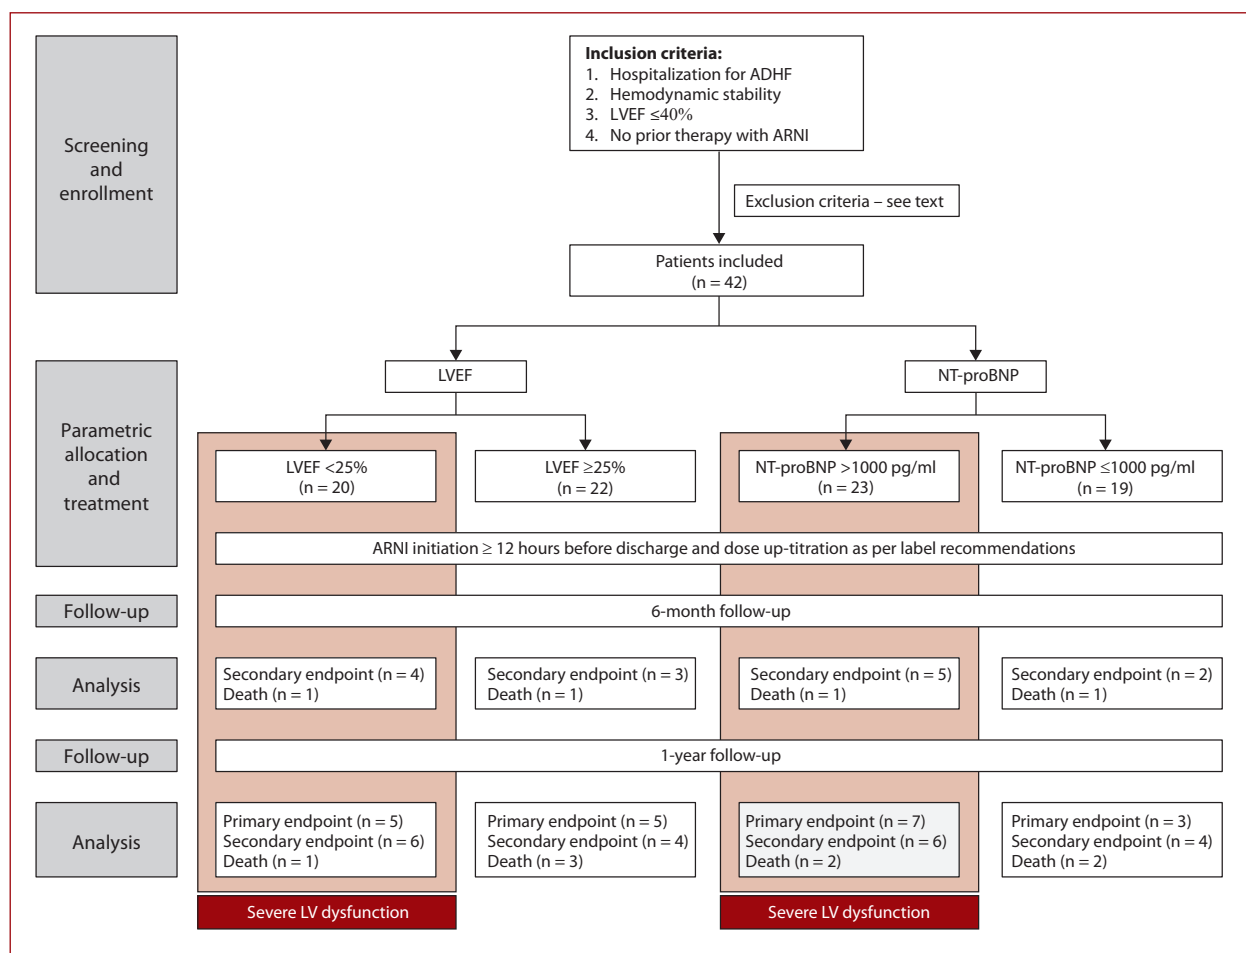 Screening
and
enrollment
Inclusion criteria:
1. Hospitalization for ADHF
2. Hemodynamic stability
3. LVEF ≤40%
4. No prior therapy with ARNI
Exclusion criteria – see text
Patients included
(n = 42)
Parametric
allocation
and
treatment
LVEF
NT-proBNP
LVEF <25%
(n = 20)
LVEF ≥25%
(n = 22)
NT-proBNP >1000 pg/ml
(n = 23)
NT-proBNP ≤1000 pg/ml
(n = 19)
ARNI initiation ≥ 12 hours before discharge and dose up-titration as per label recommendations
Follow-up
6-month follow-up
Analysis
Secondary endpoint (n = 4)
Death (n = 1)
Secondary endpoint (n = 3)
Death (n = 1)
Secondary endpoint (n = 5)
Death (n = 1)
Secondary endpoint (n = 2)
Death (n = 1)
Follow-up
1-year follow-up
Analysis
Primary endpoint (n = 5)
Secondary endpoint (n = 6)
Death (n = 1)
Primary endpoint (n = 5)
Secondary endpoint (n = 4)
Death (n = 3)
Primary endpoint (n = 7)
Secondary endpoint (n = 6)
Death (n = 2)
Primary endpoint (n = 3)
Secondary endpoint (n = 4)
Death (n = 2)
Severe LV dysfunction
Severe LV dysfunction